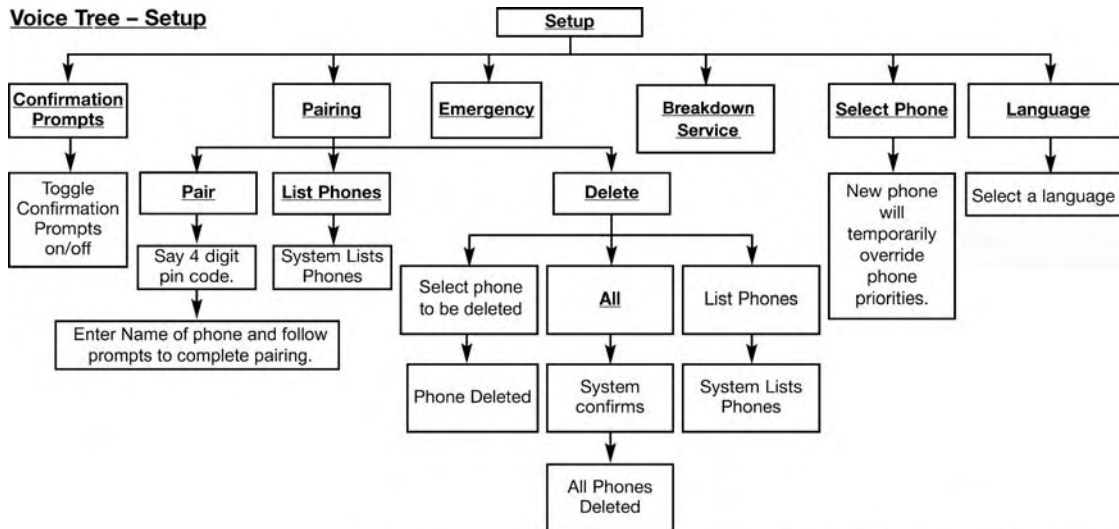 Voice Tree – Setup
Setup
Confirmation
Prompts
Pairing
Emergency
Breakdown
Service
Select Phone
Language
Toggle
Confirmation
Prompts
on/off
Pair
List Phones
Delete
New phone
will
temporarily
override
phone
priorities.
Select a language
Say 4 digit
pin code.
System Lists
Phones
Select phone
to be deleted
All
List Phones
Enter Name of phone and follow
prompts to complete pairing.
Phone Deleted
System
confirms
System Lists
Phones
All Phones
Deleted